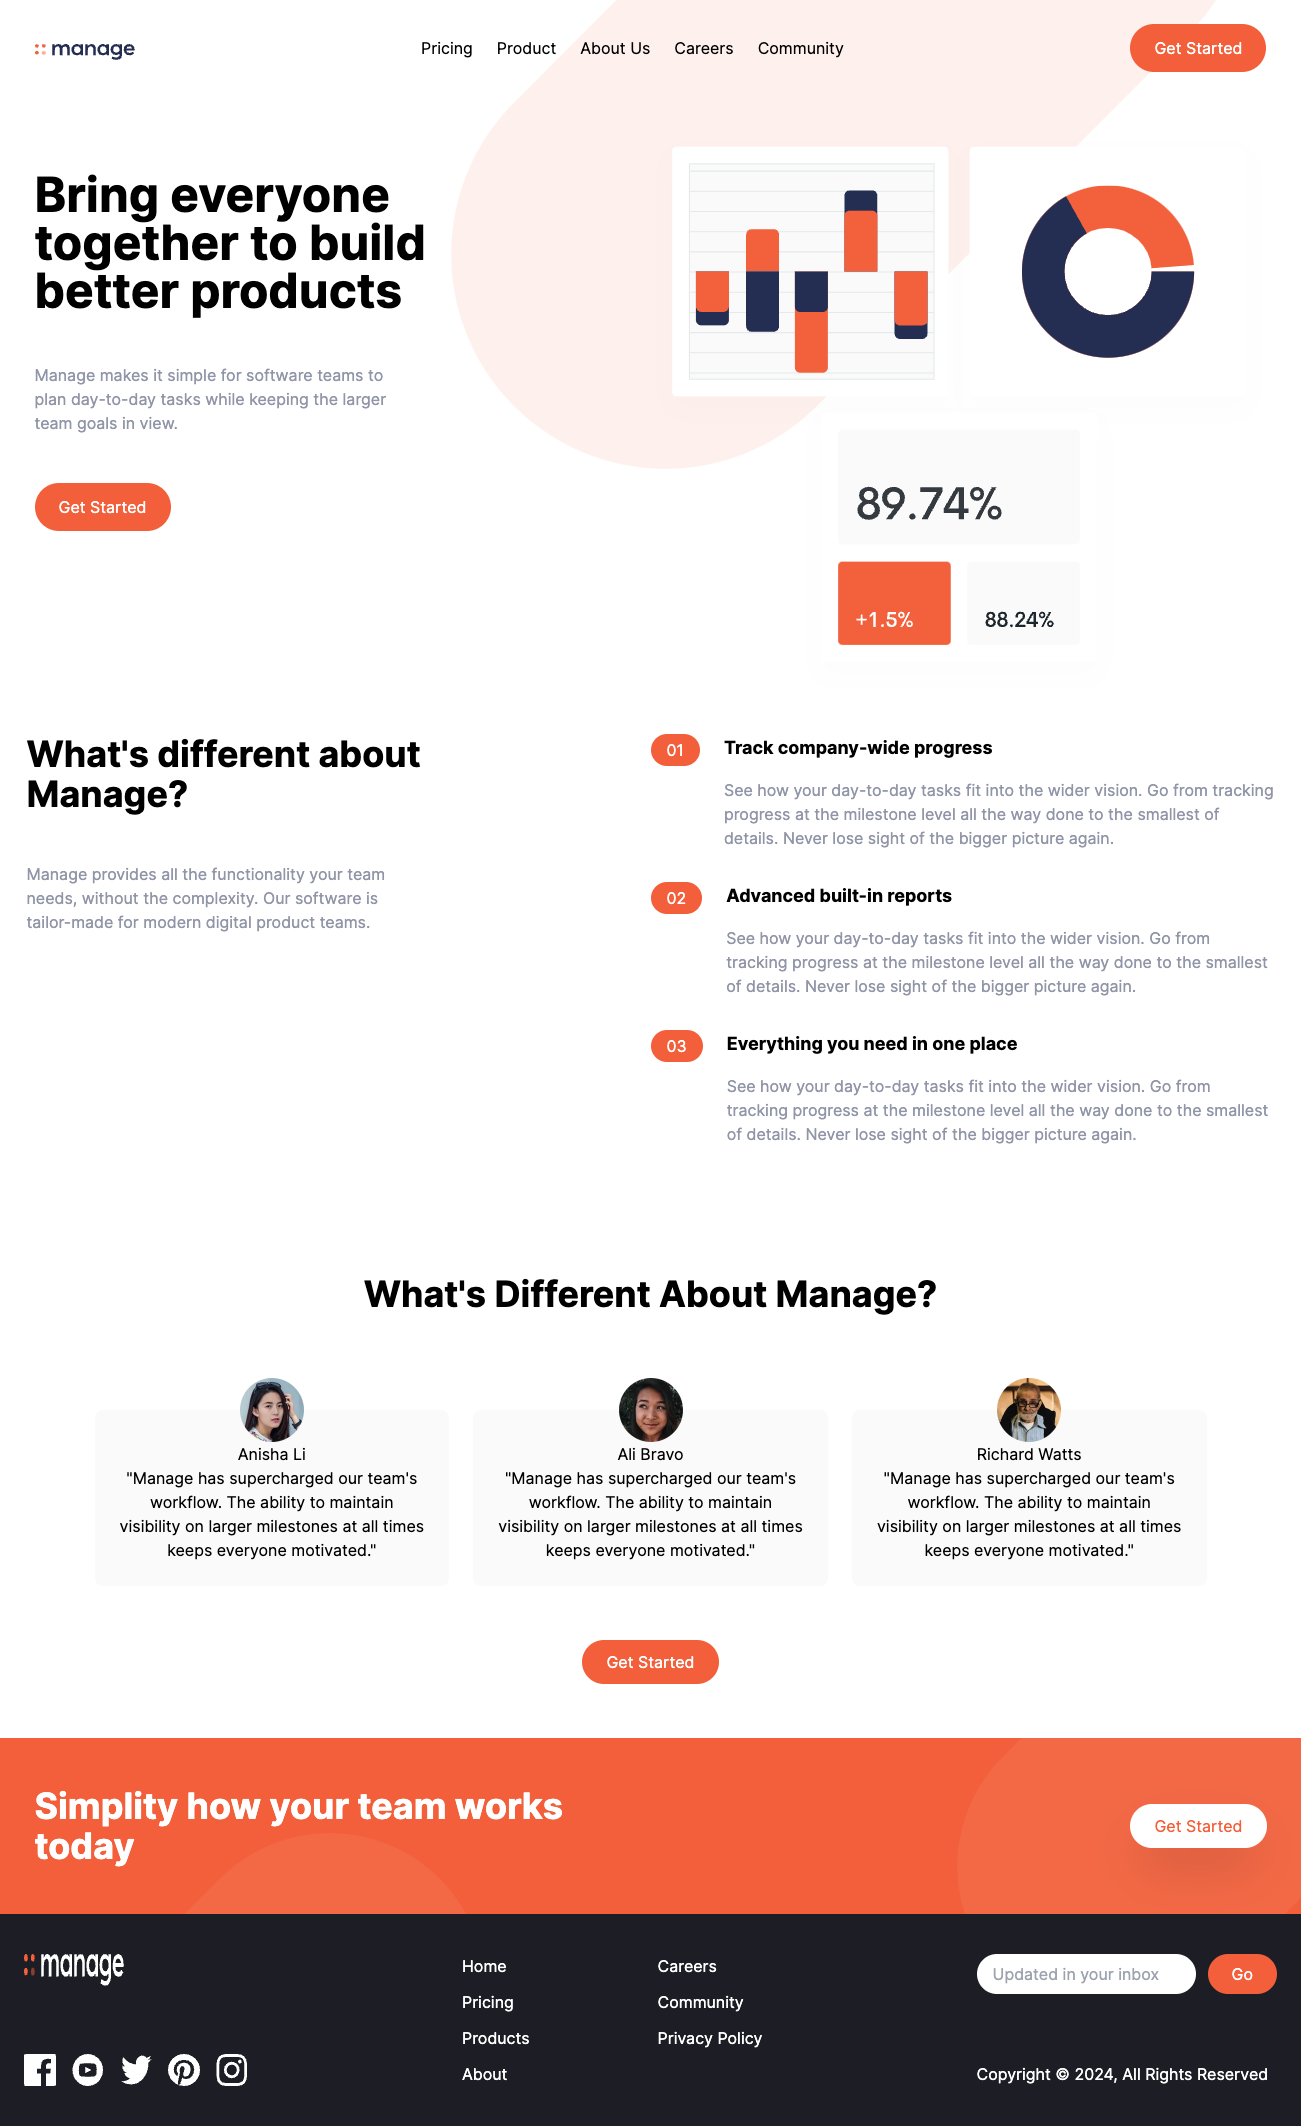 manage
Pricing Product About Us Careers Community
Get Started
Bring everyone
together to build
better products
Manage makes it simple for software teams to
plan day-to-day tasks while keeping the larger
team goals in view.
Get Started
89.74%
+1.5%
88.24%
What's different about
Manage?
Manage provides all the functionality your team
needs, without the complexity. Our software is
tailor-made for modern digital product teams.
01
Track company-wide progress
See how your day-to-day tasks fit into the wider vision. Go from tracking
progress at the milestone level all the way done to the smallest of
details. Never lose sight of the bigger picture again.
02
Advanced built-in reports
See how your day-to-day tasks fit into the wider vision. Go from
tracking progress at the milestone level all the way done to the smallest
of details. Never lose sight of the bigger picture again.
03
Everything you need in one place
See how your day-to-day tasks fit into the wider vision. Go from
tracking progress at the milestone level all the way done to the smallest
of details. Never lose sight of the bigger picture again.
What's Different About Manage?
Anisha Li
"Manage has supercharged our team's
workflow. The ability to maintain
visibility on larger milestones at all times
keeps everyone motivated."
Ali Bravo
"Manage has supercharged our team's
workflow. The ability to maintain
visibility on larger milestones at all times
keeps everyone motivated."
Richard Watts
"Manage has supercharged our team's
workflow. The ability to maintain
visibility on larger milestones at all times
keeps everyone motivated."
Get Started
Simplity how your team works
today
Get Started
manage
Home
Pricing
Products
About
Careers
Community
Privacy Policy
Updated in your inbox
Go
Copyright © 2024, All Rights Reserved